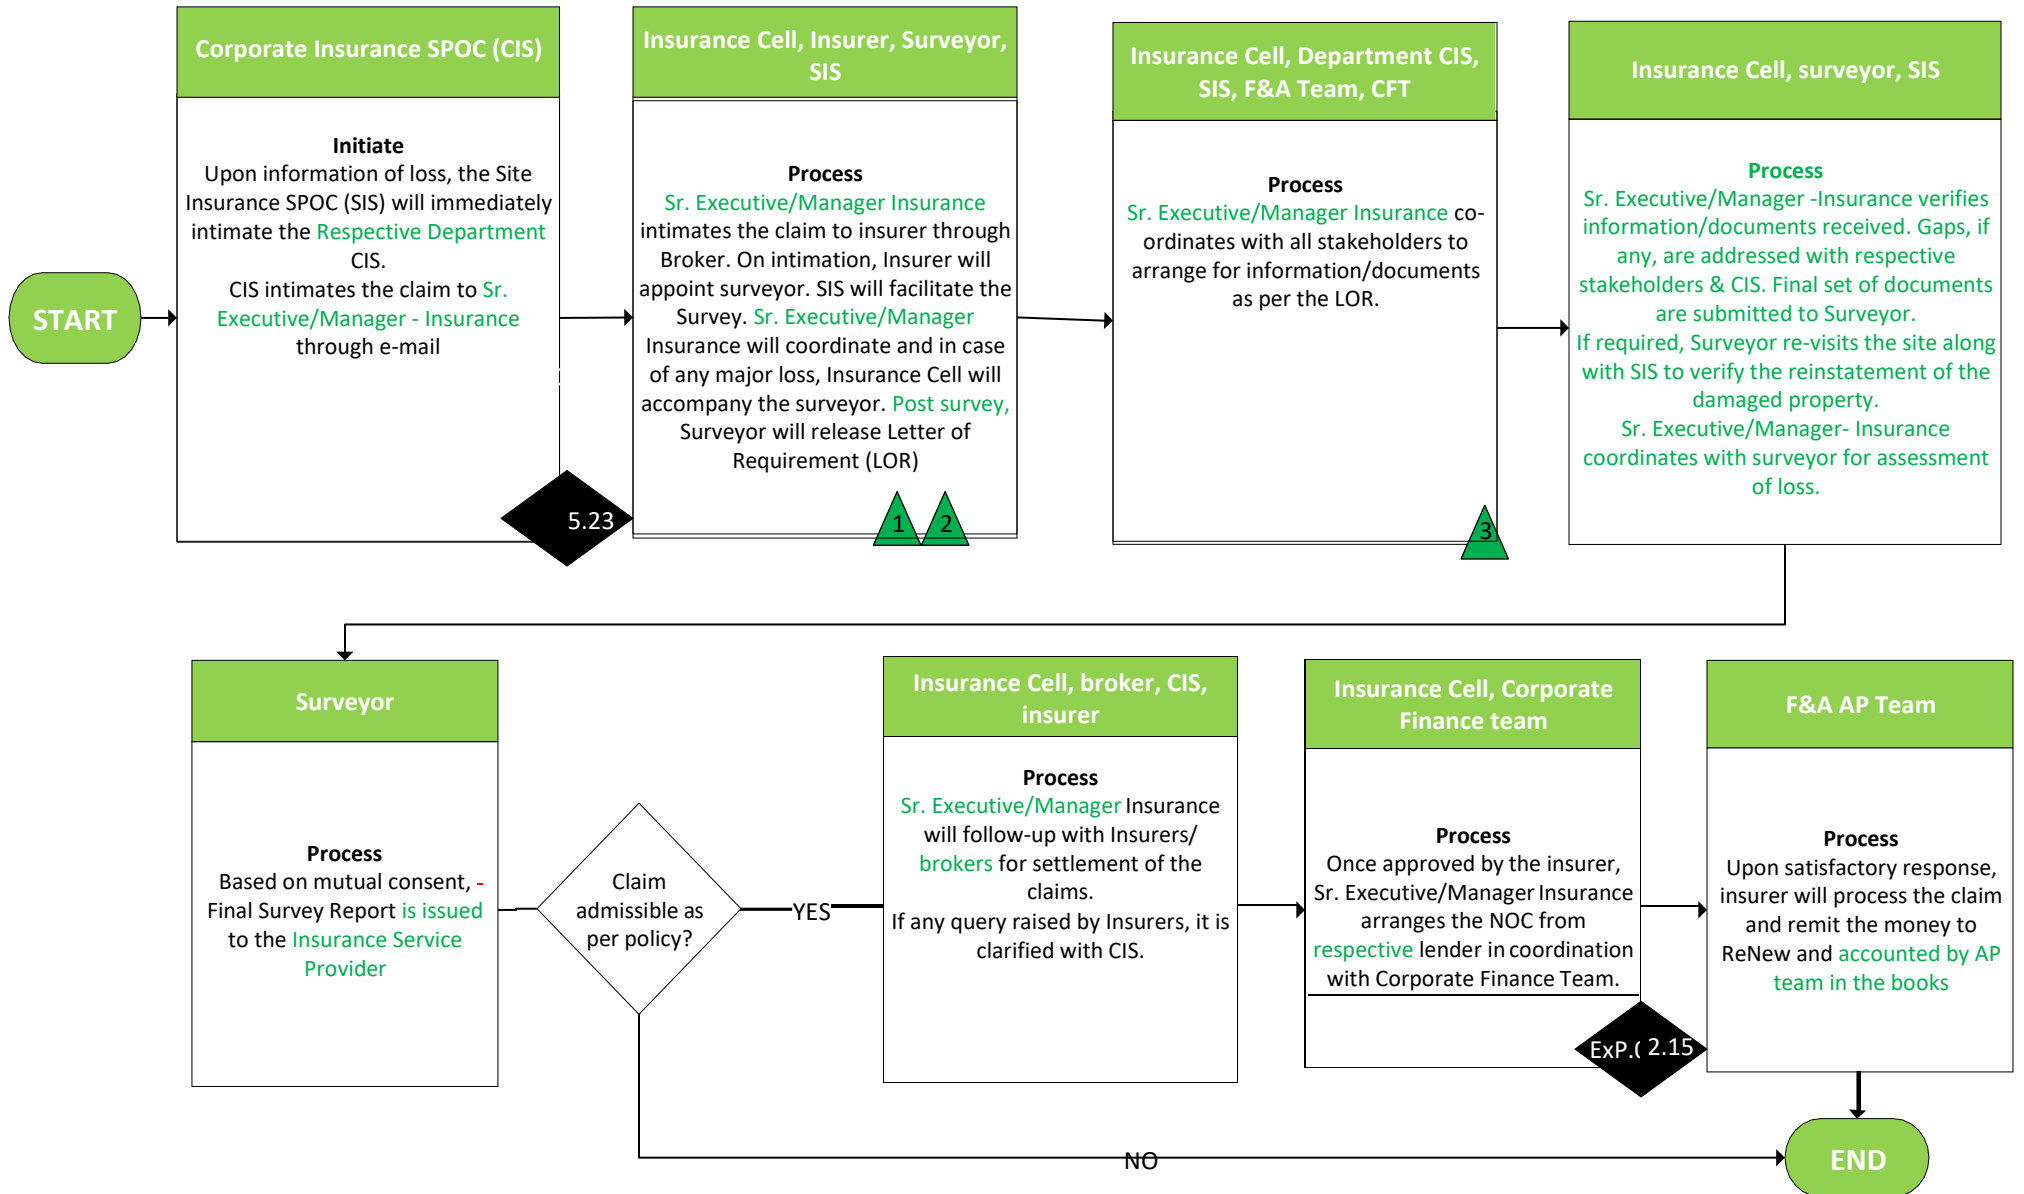 START
Corporate Insurance SPOC (CIS)
Initiate
Upon information of loss, the Site
Insurance SPOC (SIS) will immediately
intimate the Respective Department
CIS.
CIS intimates the claim to Sr.
Executive/Manager - Insurance
through e-mail
5.23
Insurance Cell, Insurer, Surveyor,
SIS
Process
Sr. Executive/Manager Insurance
intimates the claim to insurer through
Broker. On intimation, Insurer will
appoint surveyor. SIS will facilitate the
Survey. Sr. Executive/Manager
Insurance will coordinate and in case
of any major loss, Insurance Cell will
accompany the surveyor. Post survey,
Surveyor will release Letter of
Requirement (LOR)
1
2
Insurance Cell, Department CIS,
SIS, F&A Team, CFT
Process
Sr. Executive/Manager Insurance co-
ordinates with all stakeholders to
arrange for information/documents
as per the LOR.
3
Insurance Cell, surveyor, SIS
Process
Sr. Executive/Manager -Insurance verifies
information/documents received. Gaps, if
any, are addressed with respective
stakeholders & CIS. Final set of documents
are submitted to Surveyor.
If required, Surveyor re-visits the site along
with SIS to verify the reinstatement of the
damaged property.
Sr. Executive/Manager- Insurance
coordinates with surveyor for assessment
of loss.
Surveyor
Process
Based on mutual consent, -
Final Survey Report is issued
to the Insurance Service
Provider
Claim
admissible as
per policy?
YES
NO
Insurance Cell, broker, CIS,
insurer
Process
Sr. Executive/Manager Insurance
will follow-up with Insurers/
brokers for settlement of the
claims.
If any query raised by Insurers, it is
clarified with CIS.
Insurance Cell, Corporate
Finance team
Process
Once approved by the insurer,
Sr. Executive/Manager Insurance
arranges the NOC from
respective lender in coordination
with Corporate Finance Team.
ExP.( 2.15
F&A AP Team
Process
Upon satisfactory response,
insurer will process the claim
and remit the money to
ReNew and accounted by AP
team in the books
END